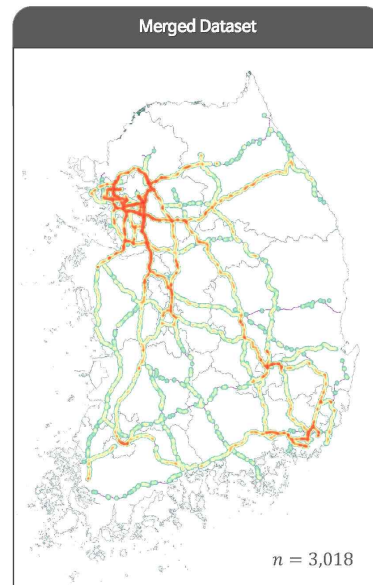 Merged Dataset
n = 3,018